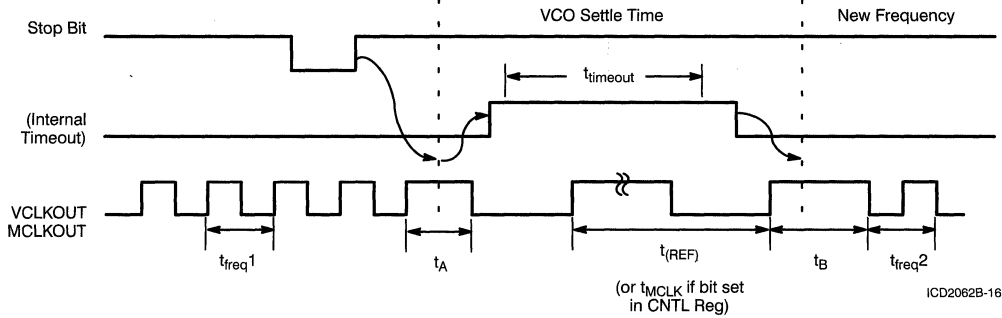 VCO Settle Time
New Frequency
Stop Bit
t_timeout
(Internal
Timeout)
VCLKOUT
MCLKOUT
t_freq1
t_A
t_(REF)
t_B
t_freq2
(or t_MCLK if bit set
in CNTL Reg)
ICD2062B-16